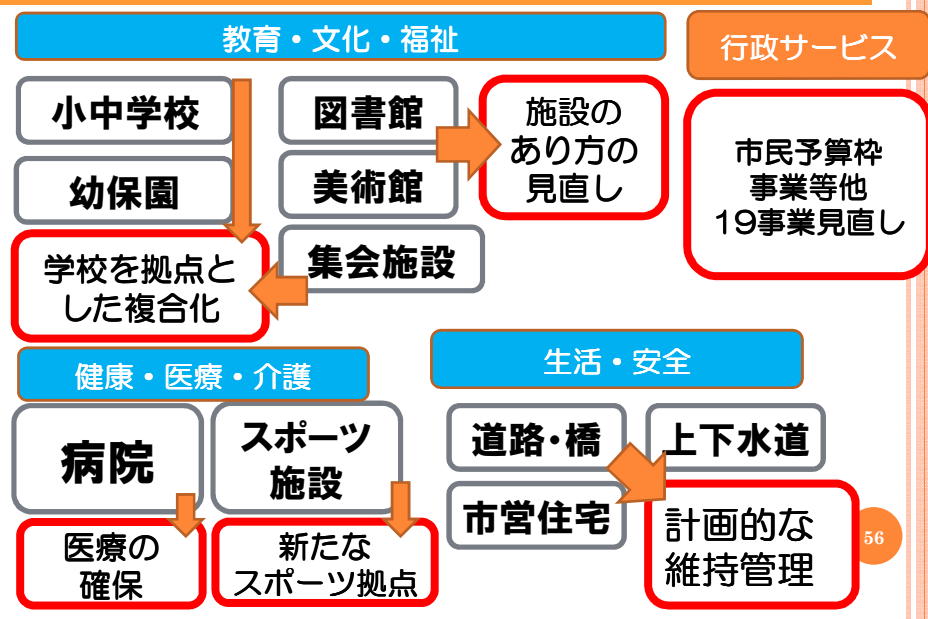 教育・文化・福祉
行政サービス
小中学校
図書館
施設の
あり方の
見直し
幼保園
美術館
市民予算枠
事業等他
19事業見直し
学校を拠点と
した複合化
集会施設
健康・医療・介護
生活・安全
病院
スポーツ
施設
道路・橋
上下水道
市営住宅
医療の
確保
新たな
スポーツ拠点
計画的な
維持管理
56